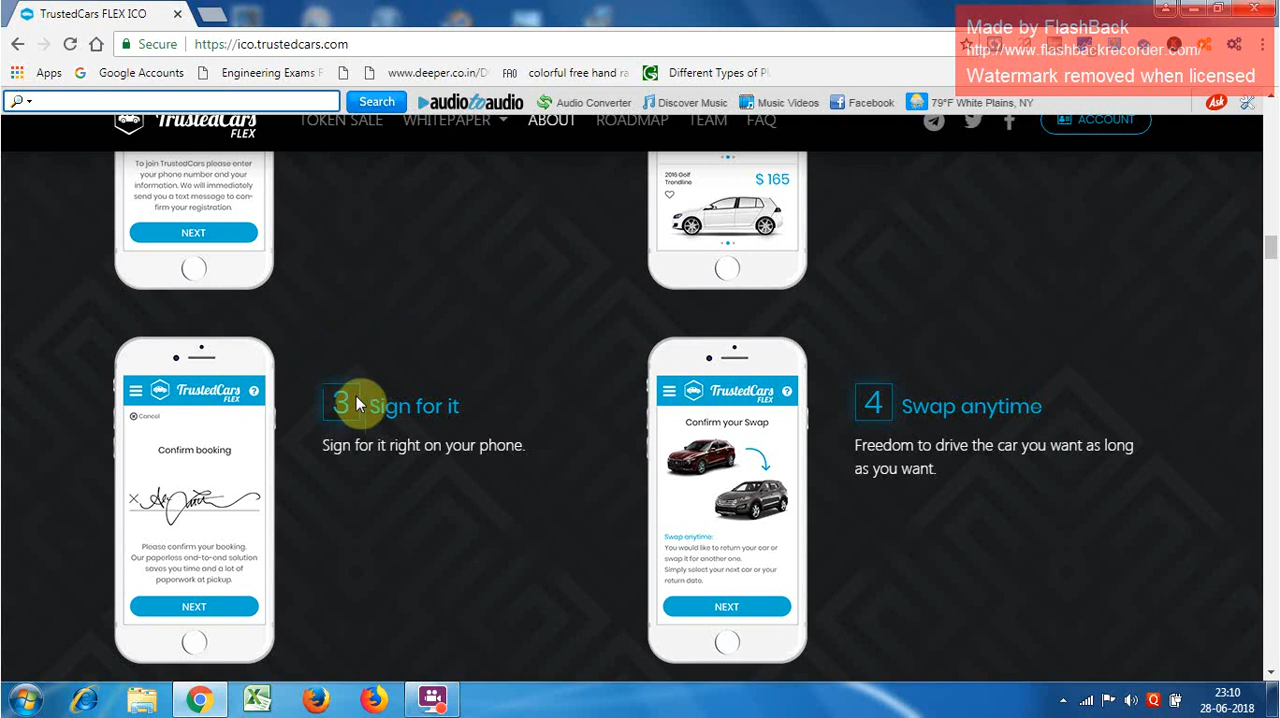 TrustedCars FLEX ICO
Made by FlashBack
http://www.flashbackrecorder.com/
Watermark removed when licensed
Secure
https://ico.trustedcars.com
Apps
Google Accounts
Engineering Exams F
www.deeper.co.in/D
FAO
colorful free hand ra
Different Types of Pl
Search
audiotoaudio
Audio Converter
Discover Music
Music Videos
Facebook
79°F White Plains, NY
Ask
TrustedCars
FLEX
TOKEN SALE
WHITEPAPER
ABOUT
ROADMAP
TEAM
FAQ
ACCOUNT
To join TrustedCars please enter
your phone number and your
information. We will immediately
send you a text message to con-
firm your registration.
NEXT
2016 Golf
Trendline
$ 165
TrustedCars
FLEX
?
Cancel
Confirm booking
Please confirm your booking.
Our paperless end-to-end solution
saves you time and a lot of
paperwork at pickup.
NEXT
3 Sign for it
Sign for it right on your phone.
TrustedCars
FLEX
?
Confirm your Swap
Swap anytime:
You would like to return your car or
swap it for another one.
Simply select your next car or your
return date.
NEXT
4 Swap anytime
Freedom to drive the car you want as long
as you want.
23:10
28-06-2018